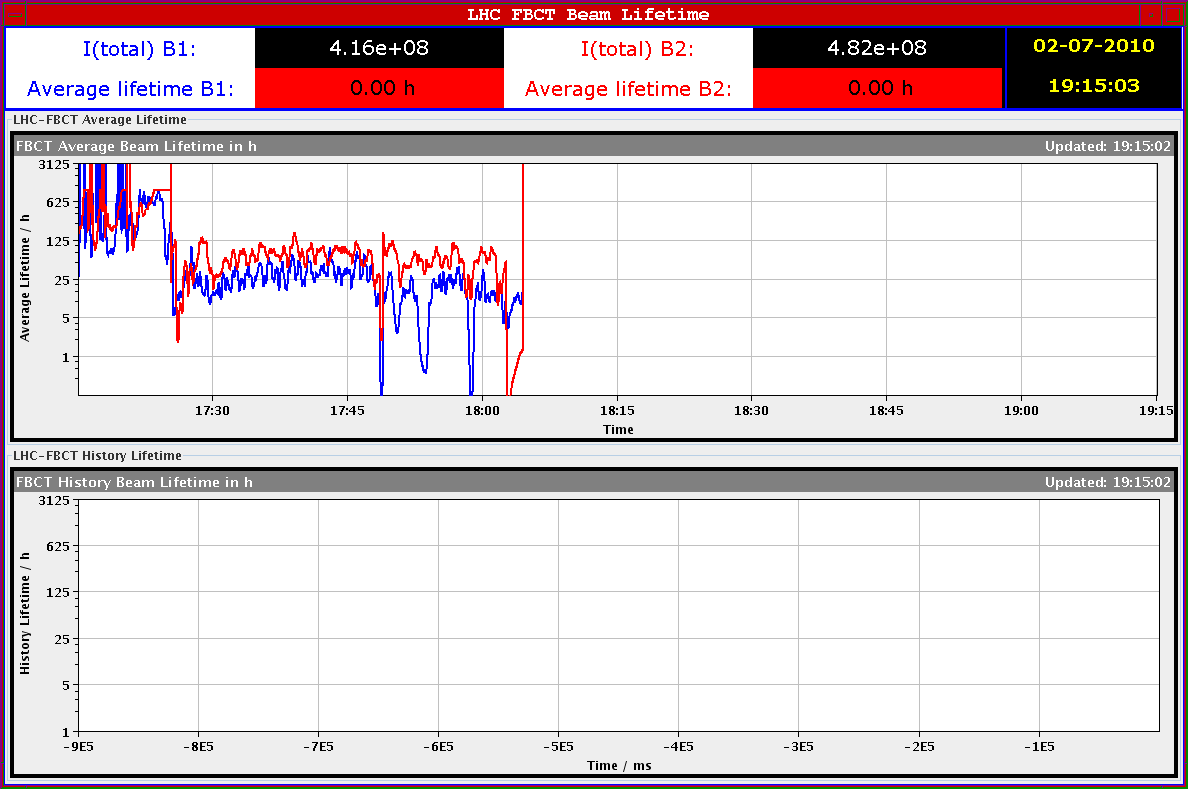 LHC FBCT Beam Lifetime
I(total) B1: 4.16e+08 I(total) B2: 4.82e+08 02-07-2010
Average lifetime B1: 0.00 h Average lifetime B2: 0.00 h 19:15:03
LHC-FBCT Average Lifetime
FBCT Average Beam Lifetime in h Updated: 19:15:02
3125
625
125
25
5
1
Average Lifetime / h
17:30 17:45 18:00 18:15 18:30 18:45 19:00 19:15
Time
LHC-FBCT History Lifetime
FBCT History Beam Lifetime in h Updated: 19:15:02
3125
625
125
25
5
1
History Lifetime / h
-9E5 -8E5 -7E5 -6E5 -5E5 -4E5 -3E5 -2E5 -1E5
Time / ms